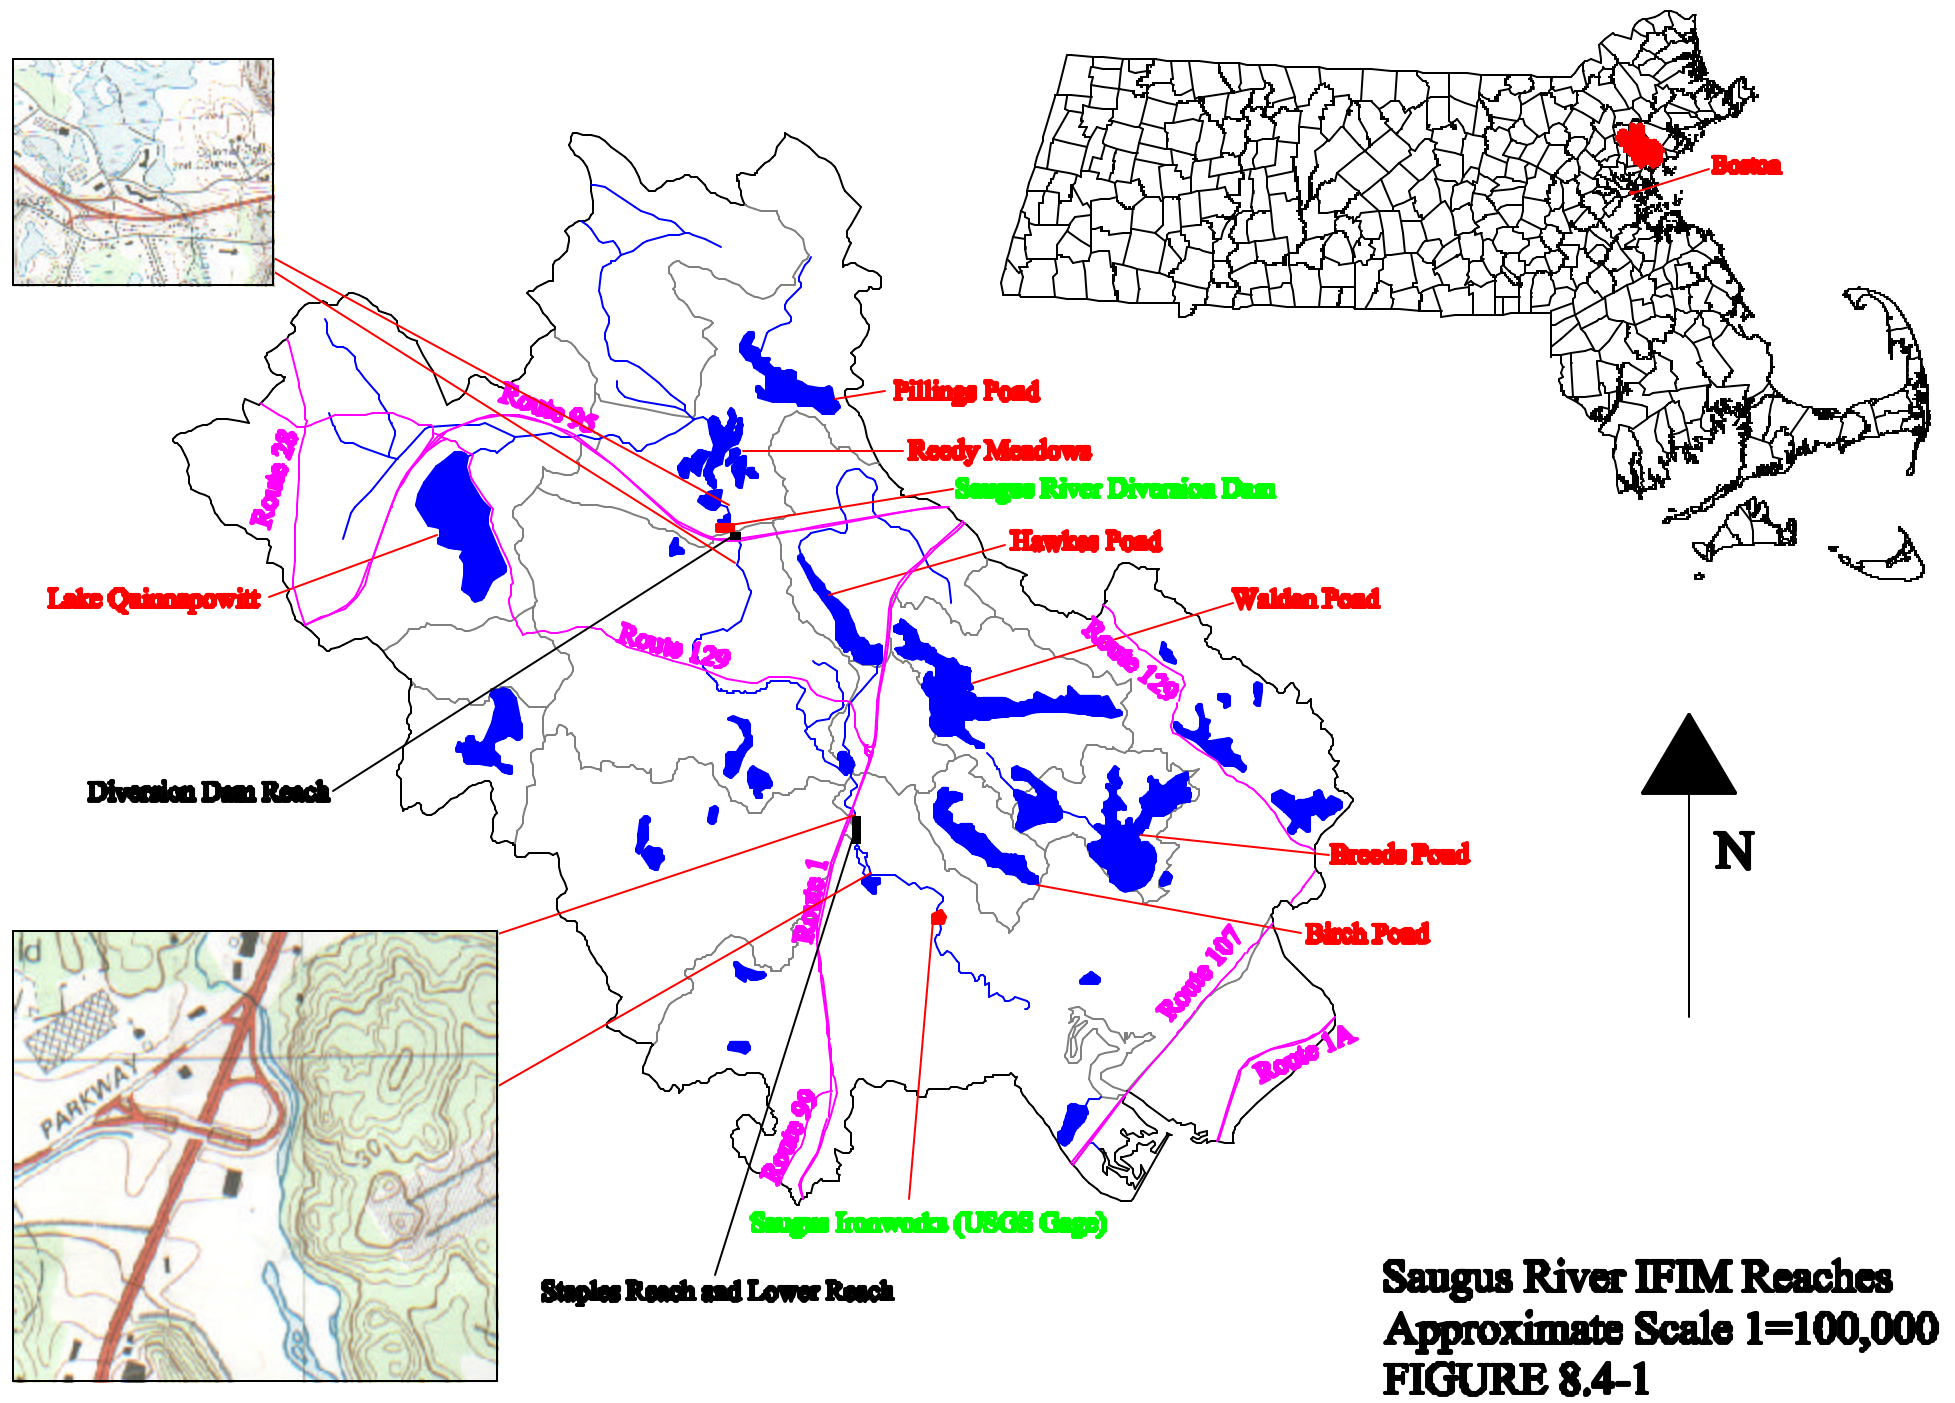 Boston
Pillings Pond
Route 95
Reedy Meadows
Route 28
Saugus River Diversion Dam
Hawkes Pond
Lake Quinnapowitt
Walden Pond
Route 129
Route 129
Diversion Dam Reach
N
Breeds Pond
Route 1
Birch Pond
ld
Route 107
PARKWAY
Route 1A
Route 99
50
Saugus Ironworks (USGS Gage)
Staples Reach and Lower Reach
Saugus River IFIM Reaches
Approximate Scale 1=100,000
FIGURE 8.4-1